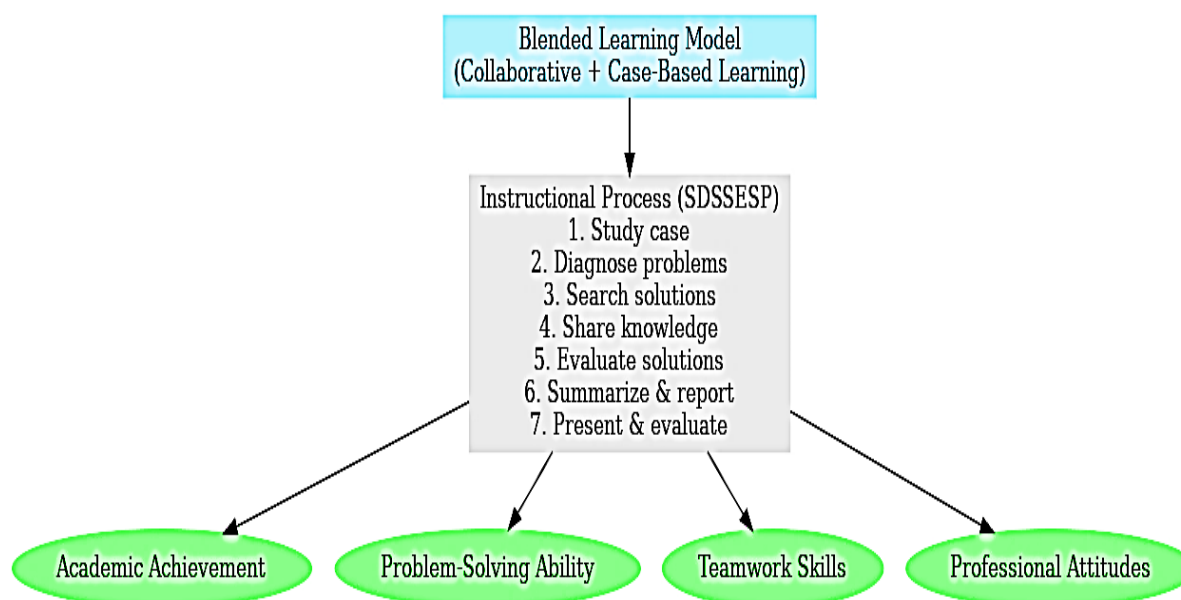 Blended Learning Model
(Collaborative + Case-Based Learning)
Instructional Process (SDSSESP)
1. Study case
2. Diagnose problems
3. Search solutions
4. Share knowledge
5. Evaluate solutions
6. Summarize & report
7. Present & evaluate
Academic Achievement
Problem-Solving Ability
Teamwork Skills
Professional Attitudes